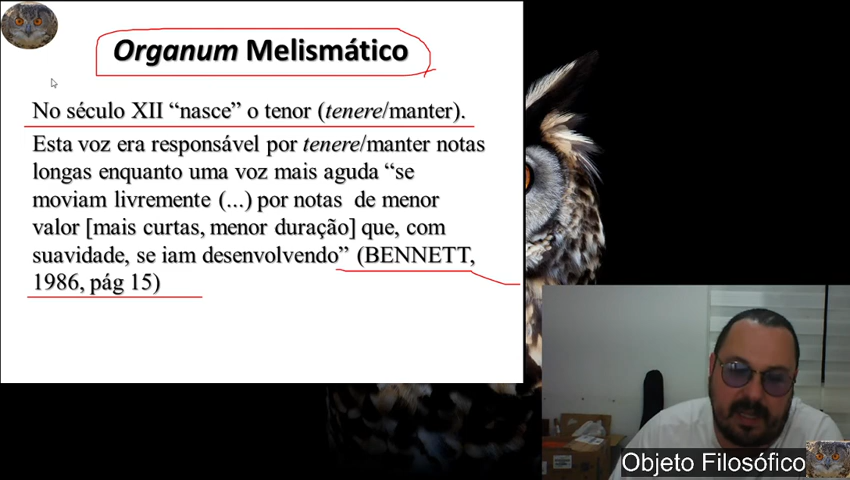 Organum Melismático
No século XII “nasce” o tenor (tenere/manter).
Esta voz era responsável por tenere/manter notas
longas enquanto uma voz mais aguda “se
moviam livremente (...) por notas de menor
valor [mais curtas, menor duração] que, com
suavidade, se iam desenvolvendo” (BENNETT,
1986, pág 15)
Objeto Filosófico